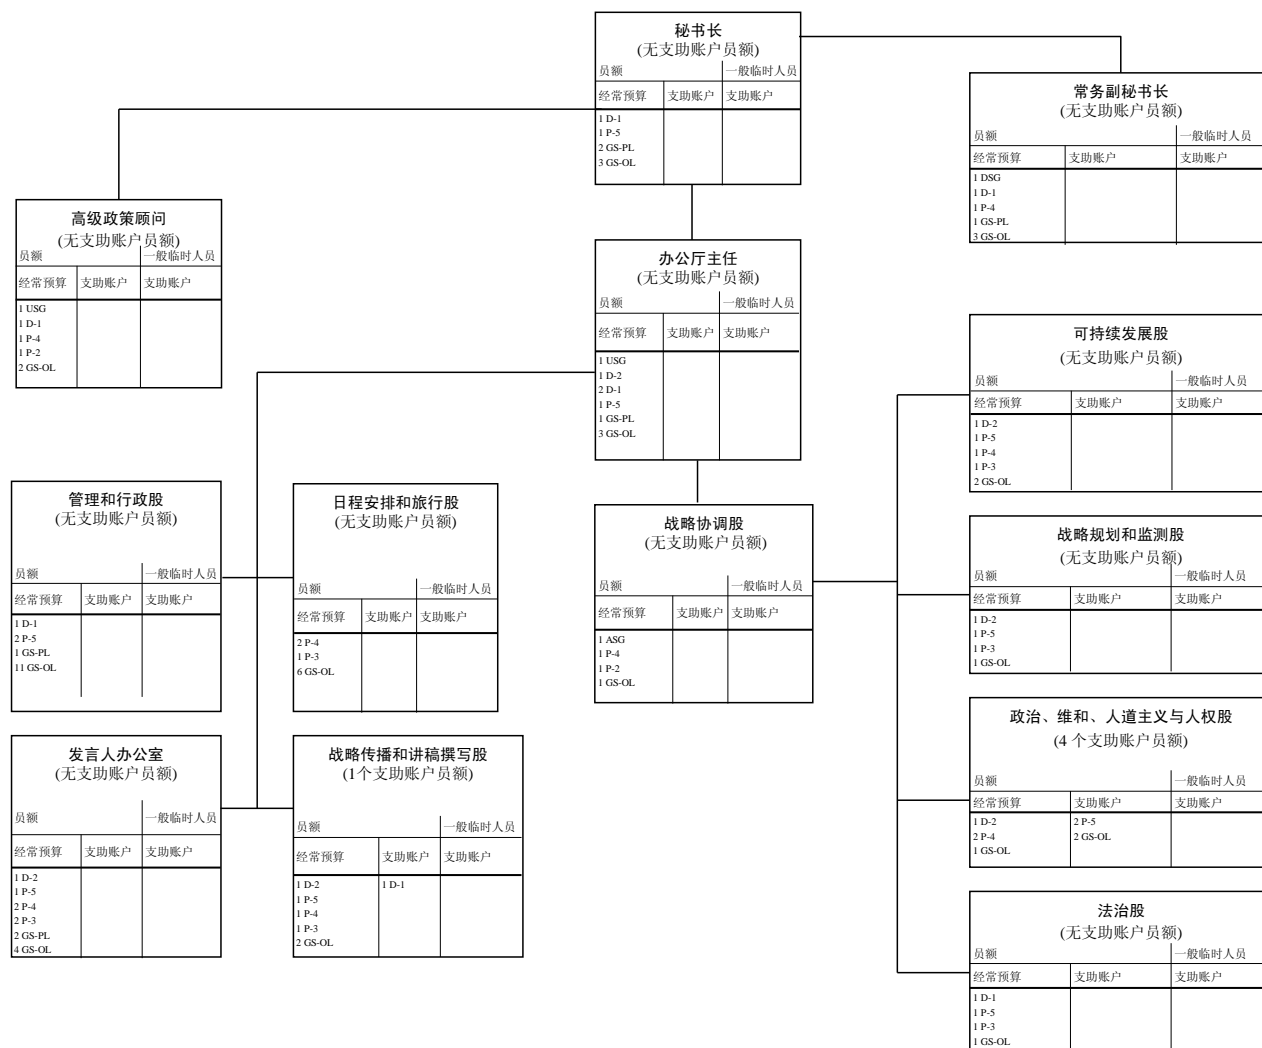 秘书长
(无支助账户员额)
员额 一般临时人员
经常预算 支助账户 支助账户
1 D-1
1 P-5
2 GS-PL
3 GS-OL
常务副秘书长
(无支助账户员额)
员额 一般临时人员
经常预算 支助账户 支助账户
1 DSG
1 D-1
1 P-4
1 GS-PL
3 GS-OL
高级政策顾问
(无支助账户员额)
员额 一般临时人员
经常预算 支助账户 支助账户
1 USG
1 D-1
1 P-4
1 P-2
2 GS-OL
办公厅主任
(无支助账户员额)
员额 一般临时人员
经常预算 支助账户 支助账户
1 USG
1 D-2
2 D-1
1 P-5
1 GS-PL
3 GS-OL
可持续发展股
(无支助账户员额)
员额 一般临时人员
经常预算 支助账户 支助账户
1 D-2
1 P-5
1 P-4
1 P-3
2 GS-OL
管理和行政股
(无支助账户员额)
员额 一般临时人员
经常预算 支助账户 支助账户
1 D-1
2 P-5
1 GS-PL
11 GS-OL
日程安排和旅行股
(无支助账户员额)
员额 一般临时人员
经常预算 支助账户 支助账户
2 P-4
1 P-3
6 GS-OL
战略协调股
(无支助账户员额)
员额 一般临时人员
经常预算 支助账户 支助账户
1 ASG
1 P-4
1 P-2
1 GS-OL
战略规划和监测股
(无支助账户员额)
员额 一般临时人员
经常预算 支助账户 支助账户
1 D-2
1 P-5
1 P-3
1 GS-OL
发言人办公室
(无支助账户员额)
员额 一般临时人员
经常预算 支助账户 支助账户
1 D-2
1 P-5
2 P-4
2 P-3
2 GS-PL
4 GS-OL
战略传播和讲稿撰写股
(1个支助账户员额)
员额 一般临时人员
经常预算 支助账户 支助账户
1 D-2 1 D-1
1 P-5
1 P-4
1 P-3
2 GS-OL
政治、维和、人道主义与人权股
(4 个支助账户员额)
员额 一般临时人员
经常预算 支助账户 支助账户
1 D-2 2 P-5
2 P-4 2 GS-OL
1 GS-OL
法治股
(无支助账户员额)
员额 一般临时人员
经常预算 支助账户 支助账户
1 D-1
1 P-5
1 P-3
1 GS-OL